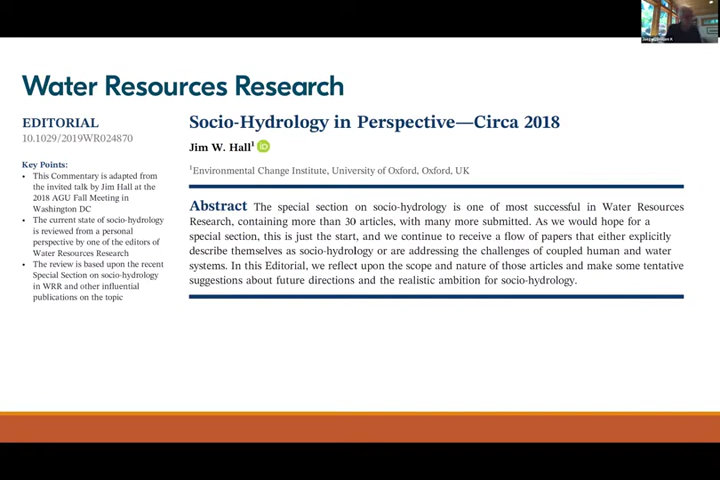 Water Resources Research
EDITORIAL
10.1029/2019WR024870
Key Points:
• This Commentary is adapted from
the invited talk by Jim Hall at the
2018 AGU Fall Meeting in
Washington DC
• The current state of socio-hydrology
is reviewed from a personal
perspective by one of the editors of
Water Resources Research
• The review is based upon the recent
Special Section on socio-hydrology
in WRR and other influential
publications on the topic
Socio-Hydrology in Perspective—Circa 2018
Jim W. Hall¹ iD
¹Environmental Change Institute, University of Oxford, Oxford, UK
Abstract The special section on socio-hydrology is one of most successful in Water Resources
Research, containing more than 30 articles, with many more submitted. As we would hope for a
special section, this is just the start, and we continue to receive a flow of papers that either explicitly
describe themselves as socio-hydrology or are addressing the challenges of coupled human and water
systems. In this Editorial, we reflect upon the scope and nature of those articles and make some tentative
suggestions about future directions and the realistic ambition for socio-hydrology.